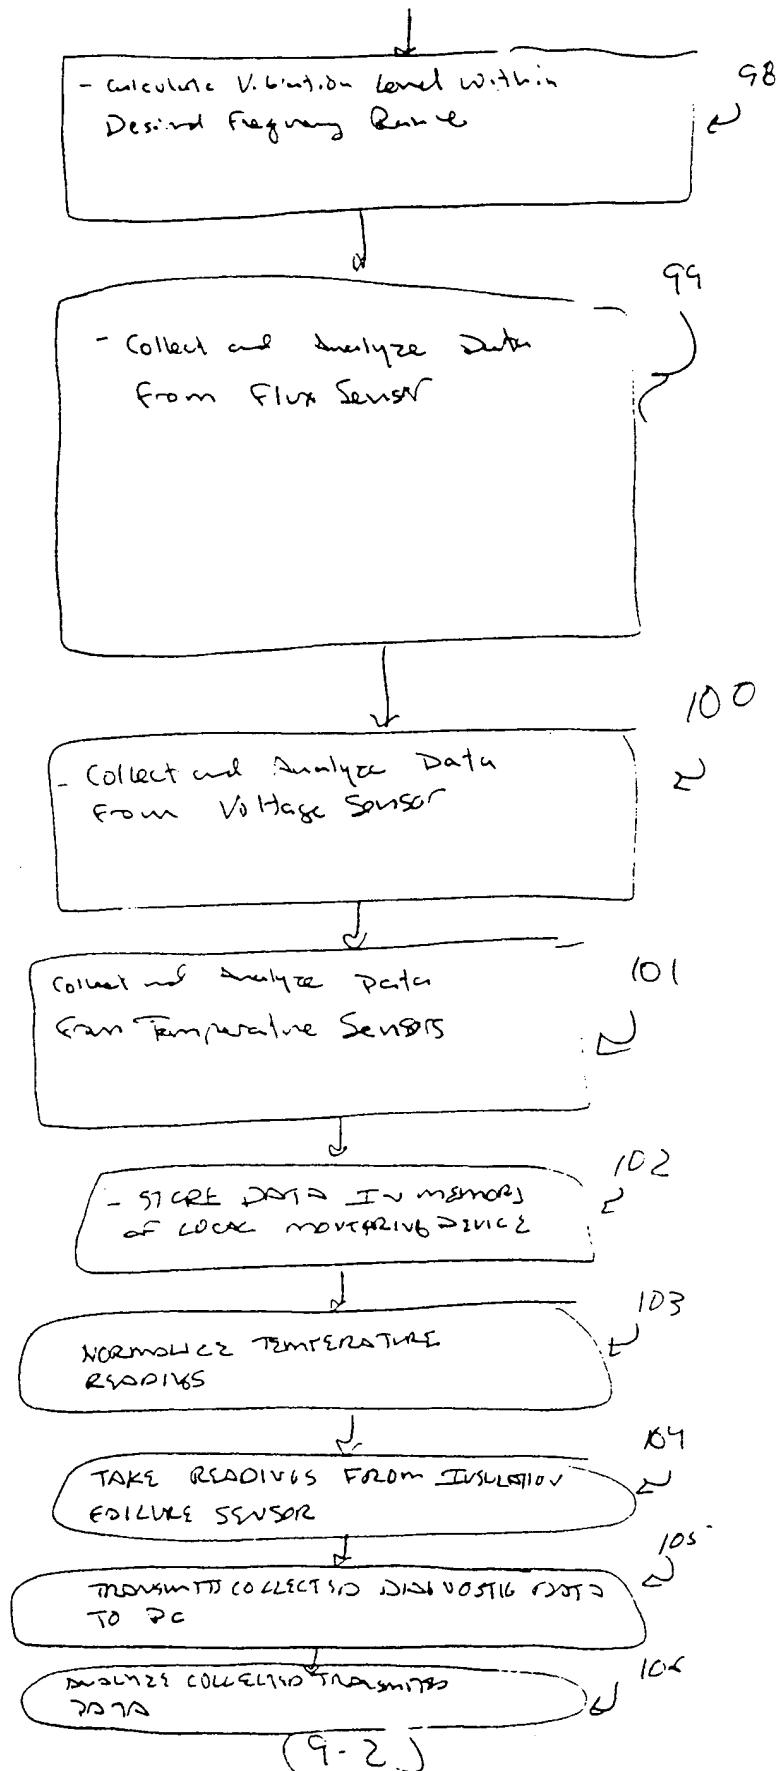 - Calculate Vibration Level Within
Desired Frequency Range
98
99
- Collect and Analyze Data
From Flux Sensor
100
- Collect and Analyze Data
From Voltage Sensor
101
Collect and Analyze Data
From Temperature Sensors
102
- STORE DATA IN MEMORY
OF LOCAL MONITORING DEVICE
103
NORMALIZE TEMPERATURE
READINGS
104
TAKE READINGS FROM INSULATION
FAILURE SENSOR
105
TRANSMITS COLLECTED DIAGNOSTIC DATA
TO PC
106
ANALYZE COLLECTED TRANSMITTED
DATA
(9-2)